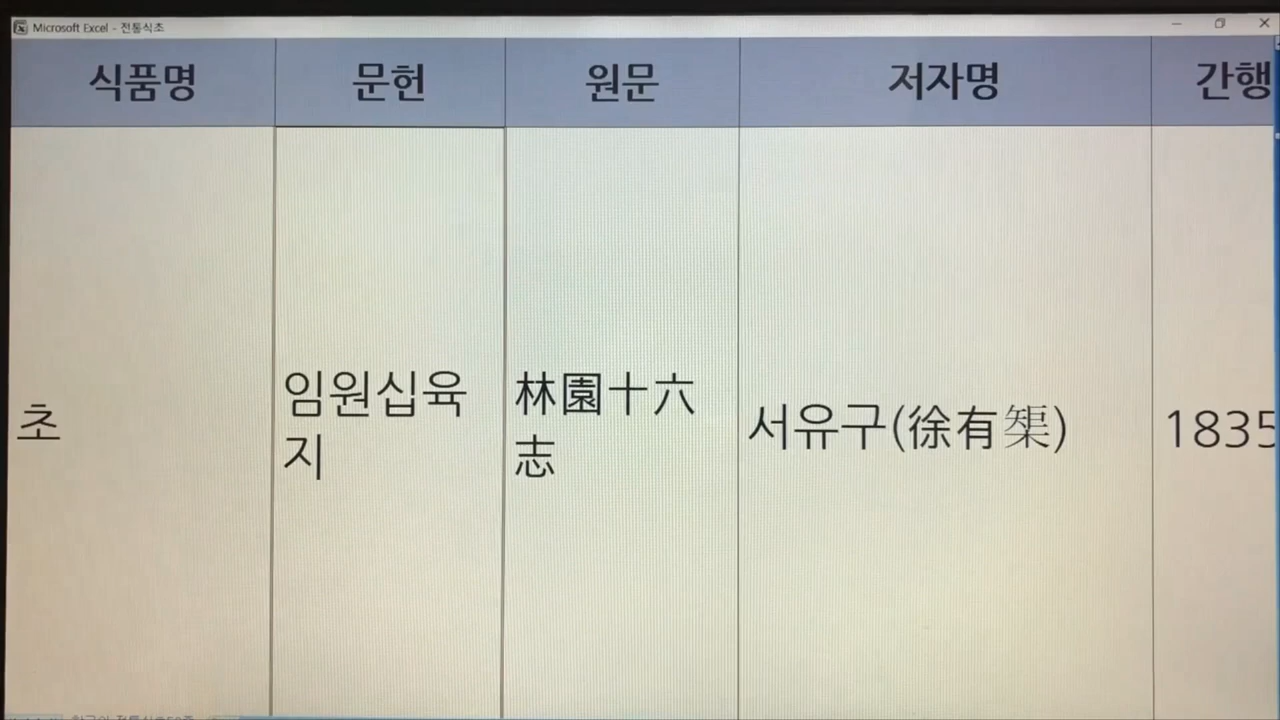 Microsoft Excel - 전통식초
식품명 문헌 원문 저자명 간행
초 임원십육지 林園十六志 서유구(徐有榘) 1835